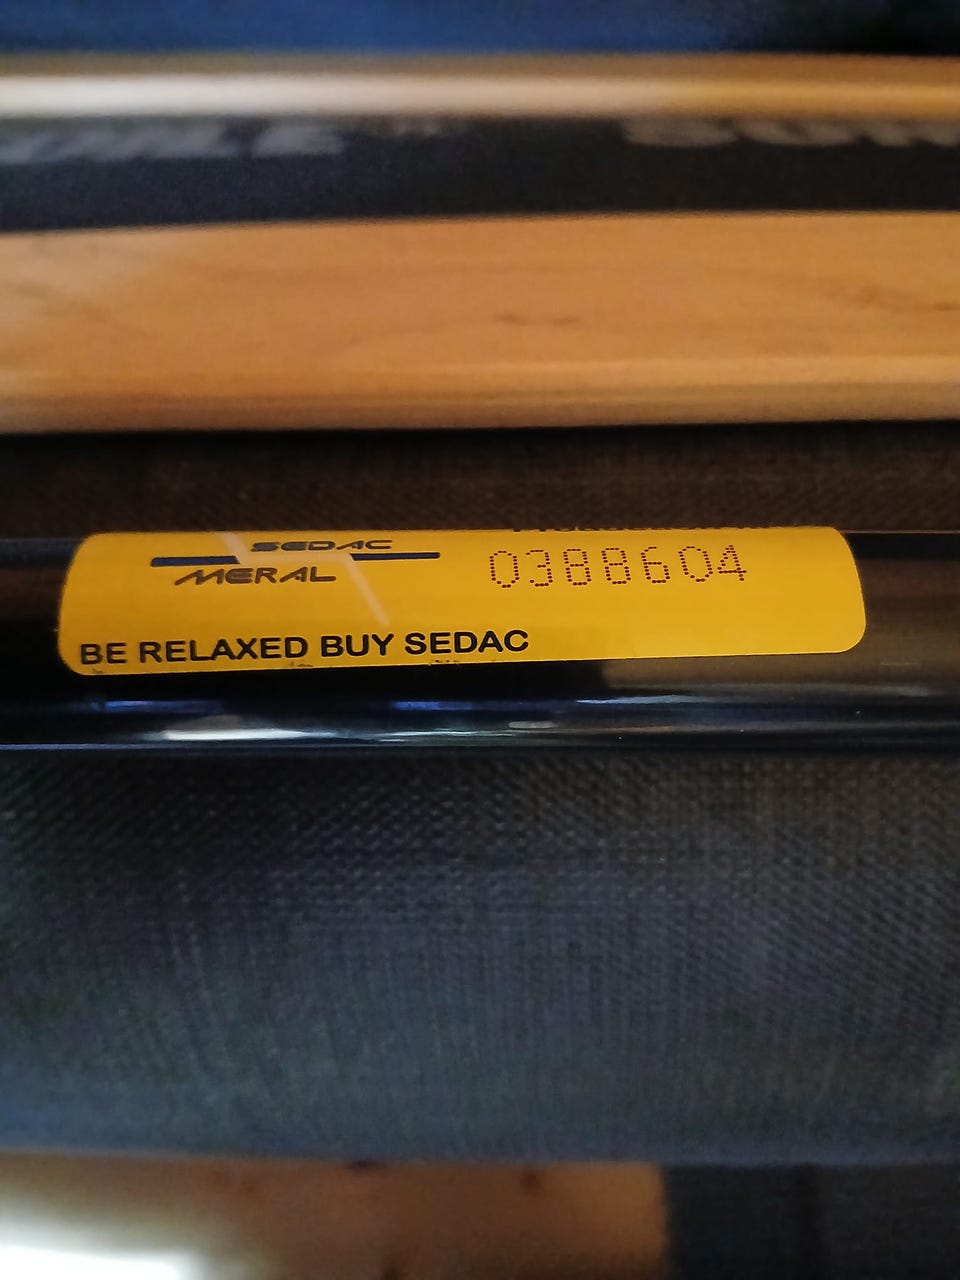 SEDAC
MERAL
0388604
BE RELAXED BUY SEDAC